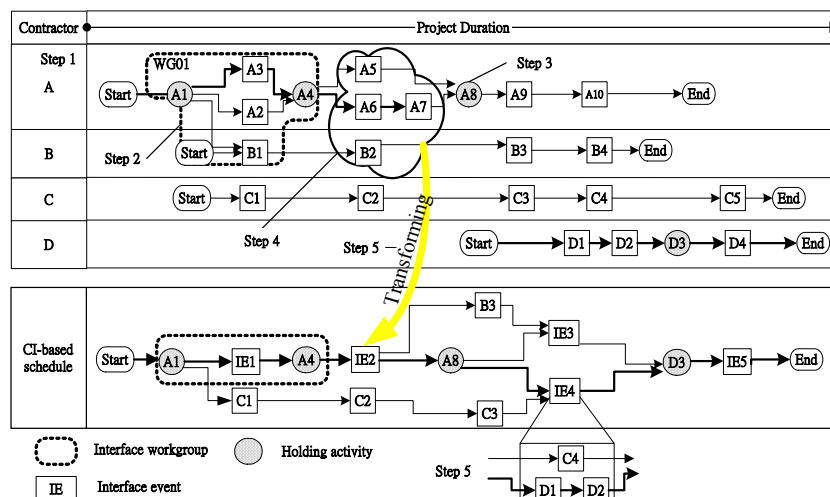 Contractor Project Duration
Step 1
WG01
A3 A5 Step 3
A
Start A1 A4 A8 A9 A10 End
A2 A6 A7
Step 2
B Start B1 B2 B3 B4 End
C Start C1 C2 C3 C4 C5 End
Step 4
Step 5
Transforming
D Start D1 D2 D3 D4 End
B3
IE3
CI-based
schedule
Start A1 IE1 A4 IE2 A8 D3 IE5 End
IE4
C1 C2 C3
Interface workgroup Holding activity
Step 5 C4
IE Interface event D1 D2